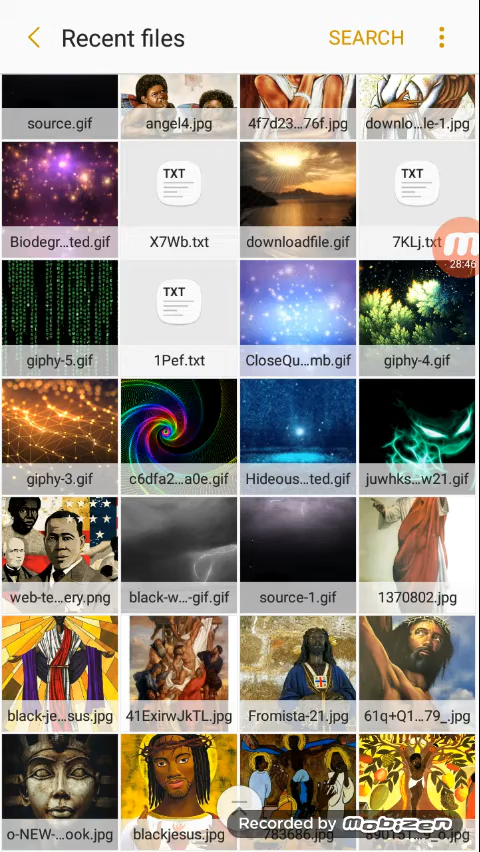 Recent files SEARCH
source.gif angel4.jpg 4f7d23...76f.jpg downlo...le-1.jpg
TXT TXT
Biodegr...ted.gif X7Wb.txt downloadfile.gif 7KLj.txt
28:46
TXT
giphy-5.gif 1Pef.txt CloseQu...mb.gif giphy-4.gif
giphy-3.gif c6dfa2...a0e.gif Hideous...ted.gif juwhks...w21.gif
web-te...ery.png black-w...-gif.gif source-1.gif 1370802.jpg
black-je...sus.jpg 41ExirwJkTL.jpg Fromista-21.jpg 61q+Q1...79_.jpg
o-NEW-...ook.jpg blackjesus.jpg 783686.jpg 890151...9_o.jpg
Recorded by mobizen